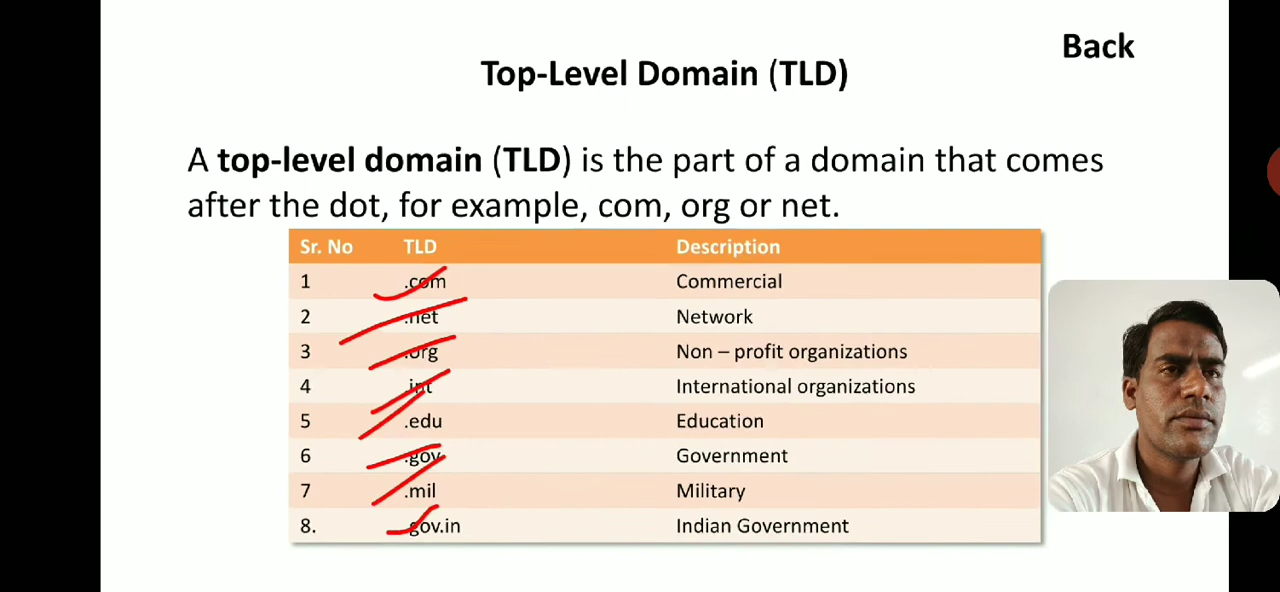 Back
Top-Level Domain (TLD)
A top-level domain (TLD) is the part of a domain that comes
after the dot, for example, com, org or net.
Sr. No TLD Description
1 .com Commercial
2 .net Network
3 .org Non – profit organizations
4 .int International organizations
5 .edu Education
6 .gov Government
7 .mil Military
8. .gov.in Indian Government